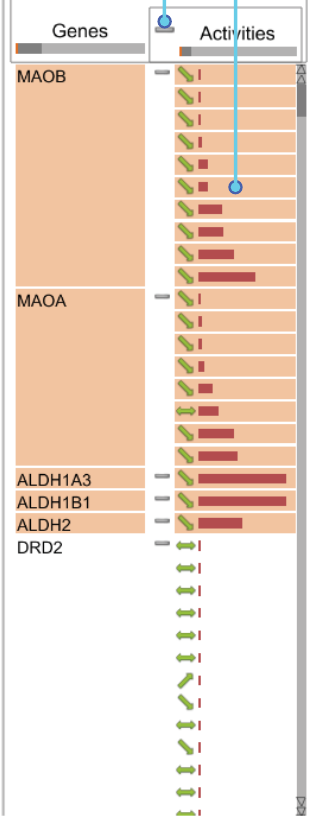 Genes
Activities
MAOB
MAOA
ALDH1A3
ALDH1B1
ALDH2
DRD2